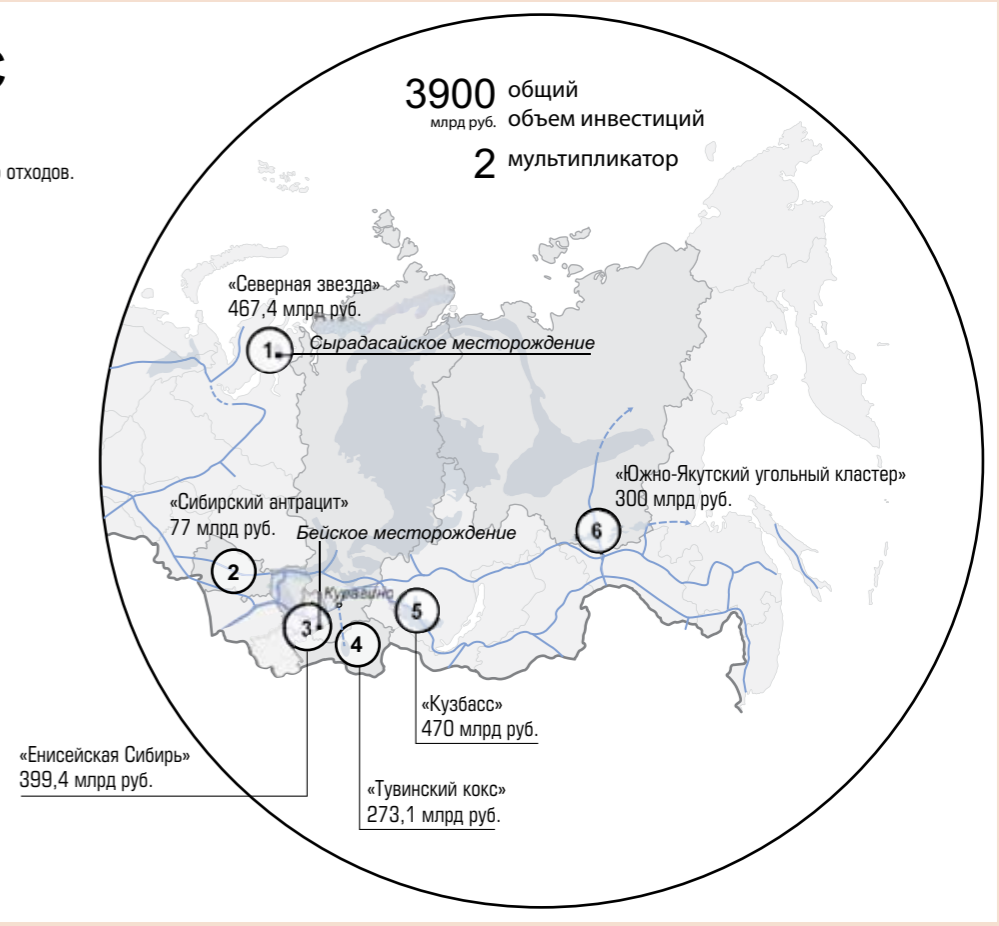 С
отходов.
3900 общий
млрд руб. объем инвестиций
2 мультипликатор
«Северная звезда»
467,4 млрд руб.
1
Сырадасайское месторождение
«Южно-Якутский угольный кластер»
300 млрд руб.
6
«Сибирский антрацит»
77 млрд руб.
Бейское месторождение
2
Курагино
3
4
5
«Кузбасс»
470 млрд руб.
«Енисейская Сибирь»
399,4 млрд руб.
«Тувинский кокс»
273,1 млрд руб.